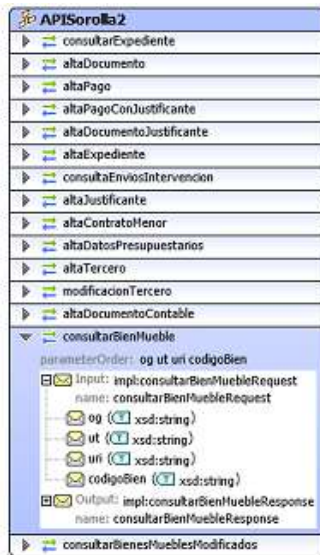 APISorolla2
consultarExpediente
altaDocumento
altaPago
altaPagoConJustificante
altaDocumentoJustificante
altaExpediente
consultaEnviosIntervencion
altaJustificante
altaContratoMenor
altaDatosPresupuestarios
altaTercero
modificacionTercero
altaDocumentoContable
consultarBienMueble
parameterOrder: og ut uri codigoBien
Input: impl:consultarBienMuebleRequest
name: consultarBienMuebleRequest
og (T xsd:string)
ut (T xsd:string)
uri (T xsd:string)
codigoBien (T xsd:string)
Output: impl:consultarBienMuebleResponse
name: consultarBienMuebleResponse
consultarBienesMueblesModificados